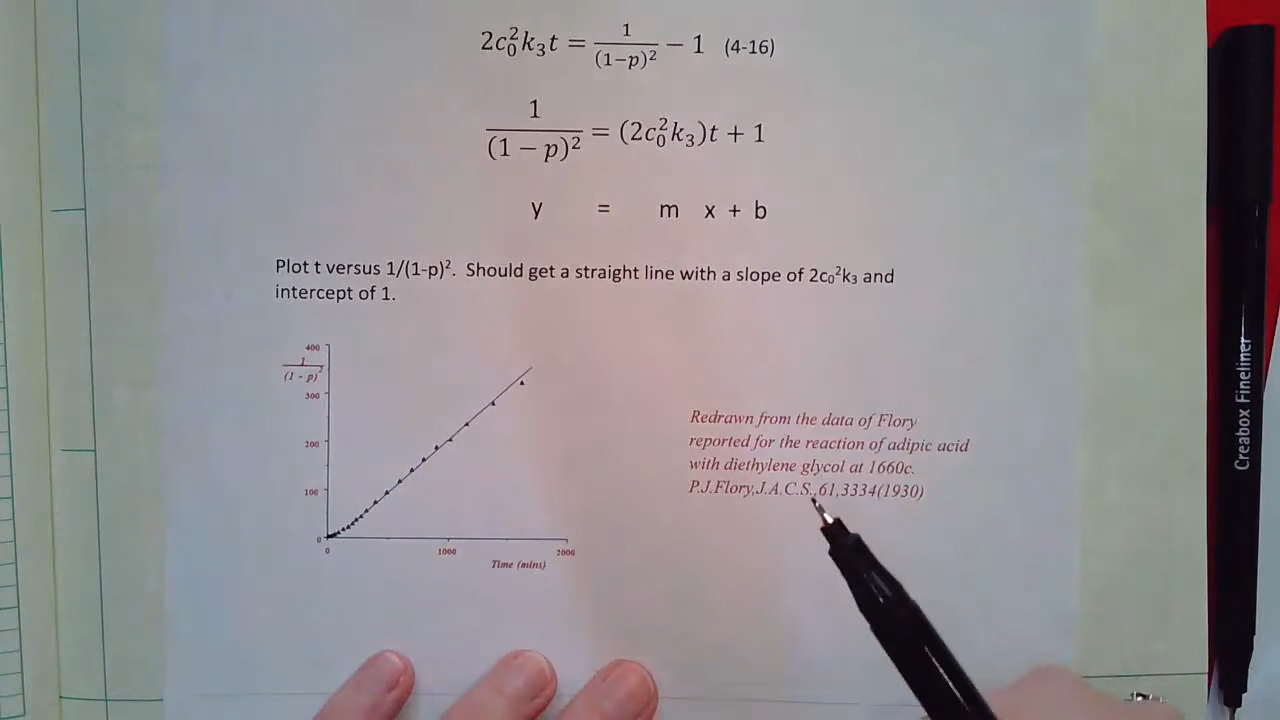 2c₀²k₃t = 1/(1−p)² − 1 (4-16)
1/(1 − p)² = (2c₀²k₃)t + 1
y = m x + b
Plot t versus 1/(1-p)². Should get a straight line with a slope of 2c₀²k₃ and
intercept of 1.
400
1/(1 - p)²
300
200
100
0
0 1000 2000
Time (mins)
Redrawn from the data of Flory
reported for the reaction of adipic acid
with diethylene glycol at 1660c.
P.J.Flory,J.A.C.S.,61,3334(1930)
Creabox Fineliner